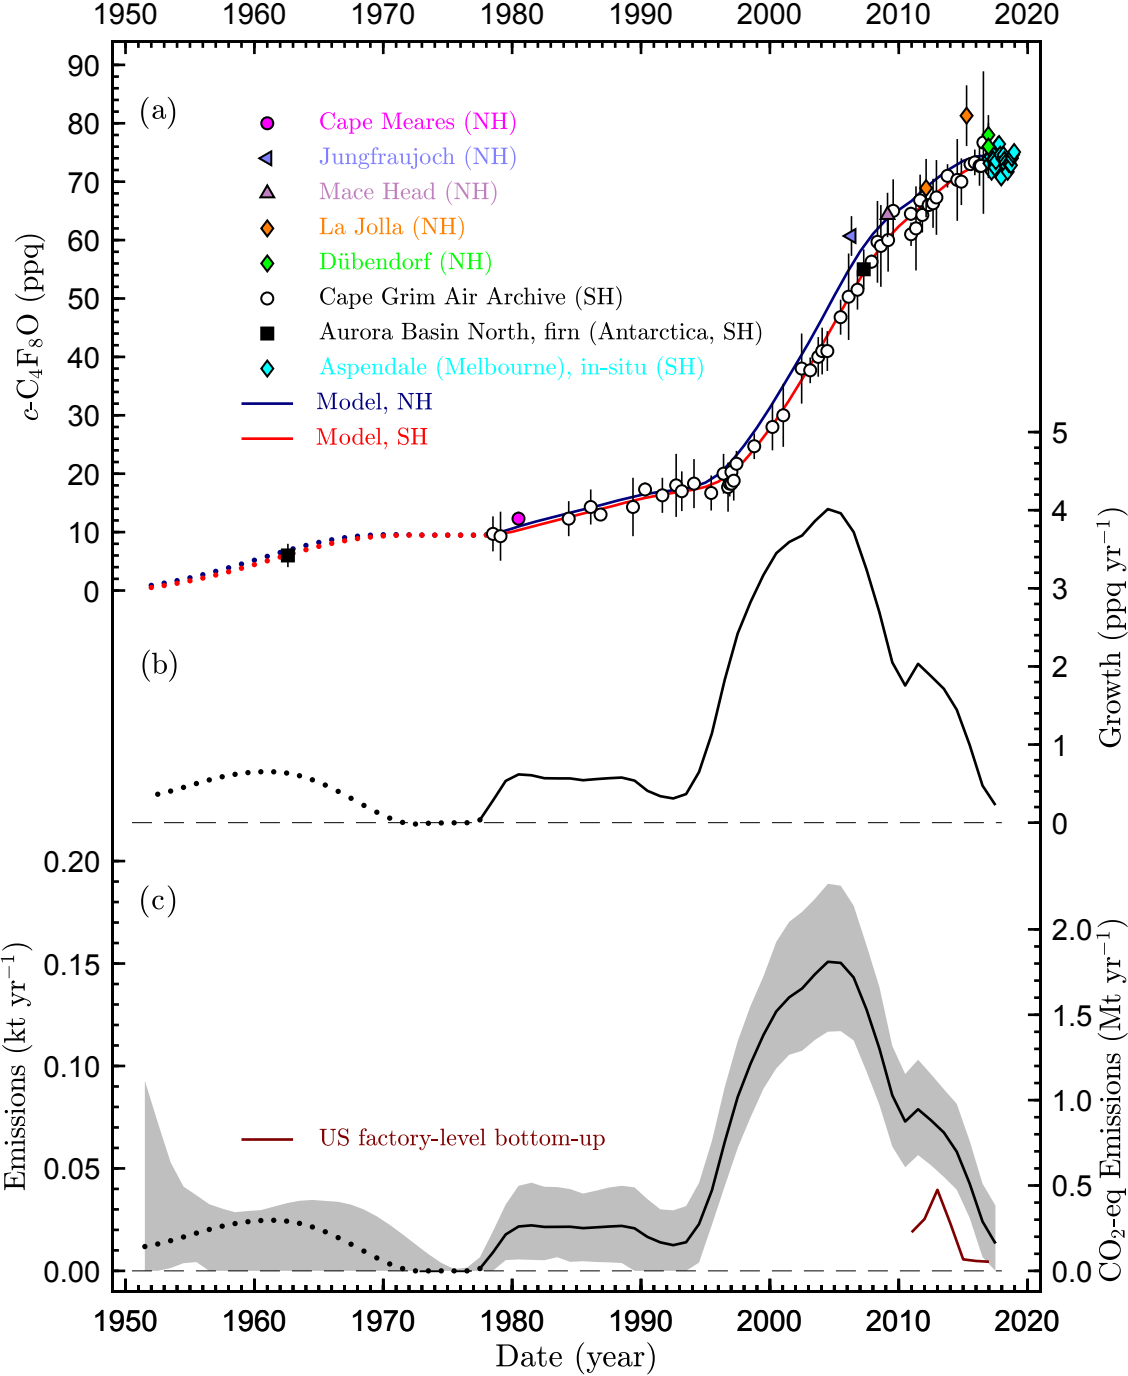 1950 1960 1970 1980 1990 2000 2010 2020
(a)
c-C₄F₈O (ppq)
90
80
70
60
50
40
30
20
10
0
Cape Meares (NH)
Jungfraujoch (NH)
Mace Head (NH)
La Jolla (NH)
Dübendorf (NH)
Cape Grim Air Archive (SH)
Aurora Basin North, firn (Antarctica, SH)
Aspendale (Melbourne), in-situ (SH)
Model, NH
Model, SH
(b)
5
4
3
2
1
0
Growth (ppq yr⁻¹)
(c)
Emissions (kt yr⁻¹)
0.20
0.15
0.10
0.05
0.00
US factory-level bottom-up
2.0
1.5
1.0
0.5
0.0
CO₂-eq Emissions (Mt yr⁻¹)
1950 1960 1970 1980 1990 2000 2010 2020
Date (year)